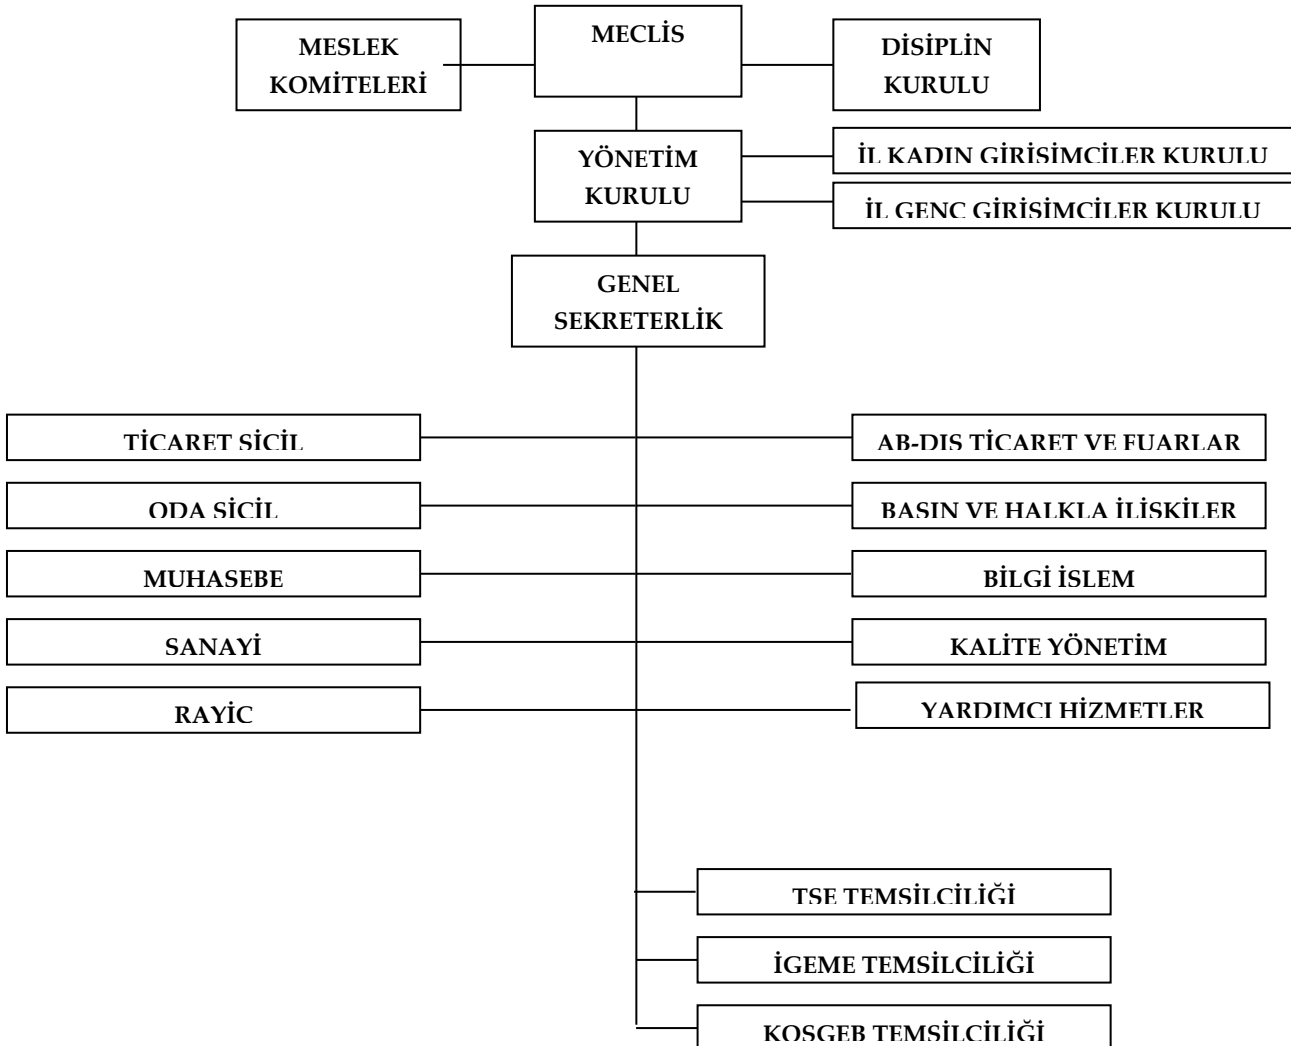 MECLİS
MESLEK
KOMİTELERİ
DİSİPLİN
KURULU
YÖNETİM
KURULU
İL KADIN GİRİŞİMCİLER KURULU
İL GENÇ GİRİŞİMCİLER KURULU
GENEL
SEKRETERLİK
TİCARET SİCİL
AB-DIŞ TİCARET VE FUARLAR
ODA SİCİL
BASIN VE HALKLA İLİŞKİLER
MUHASEBE
BİLGİ İŞLEM
SANAYİ
KALİTE YÖNETİM
RAYİÇ
YARDIMCI HİZMETLER
TSE TEMSİLCİLİĞİ
İGEME TEMSİLCİLİĞİ
KOSGEB TEMSİLCİLİĞİ